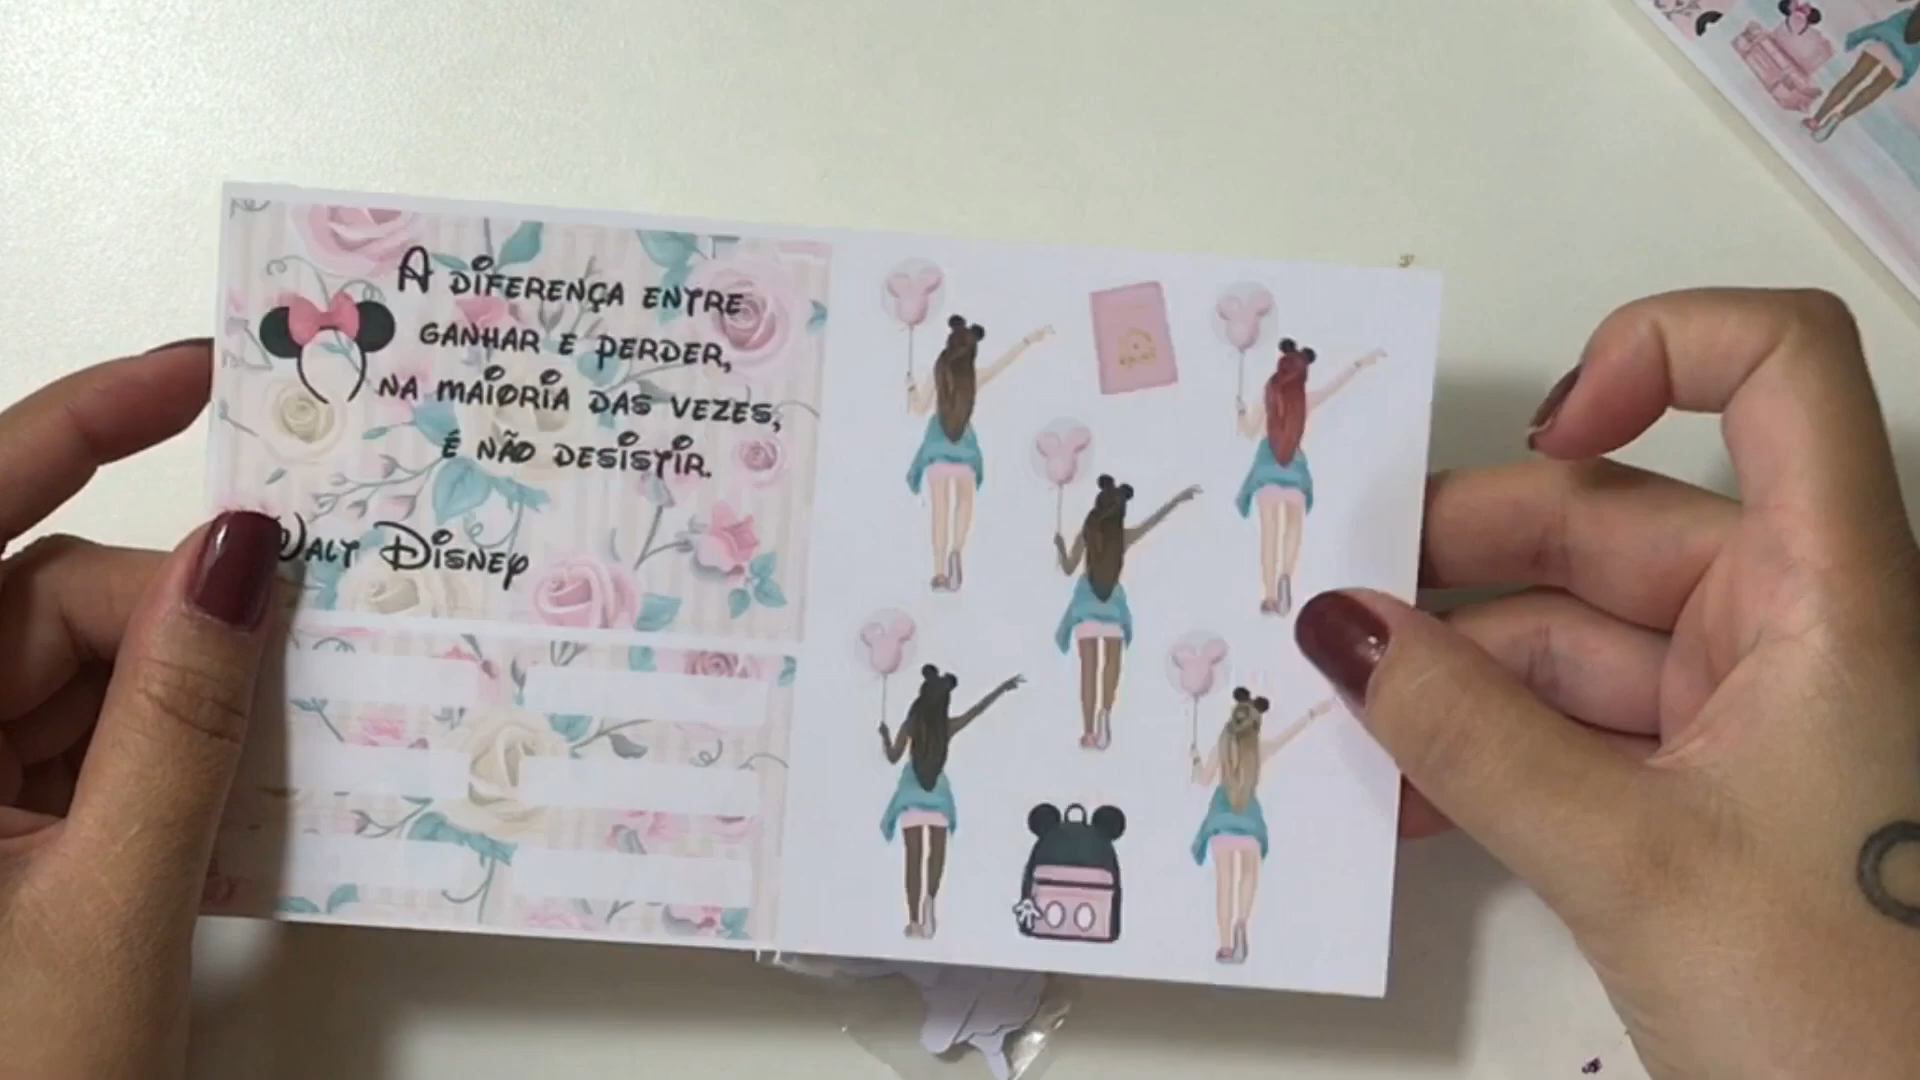 A DIFERENÇA ENTRE
GANHAR E PERDER,
NA MAIORIA DAS VEZES,
É NÃO DESISTIR.
WALT DISNEY